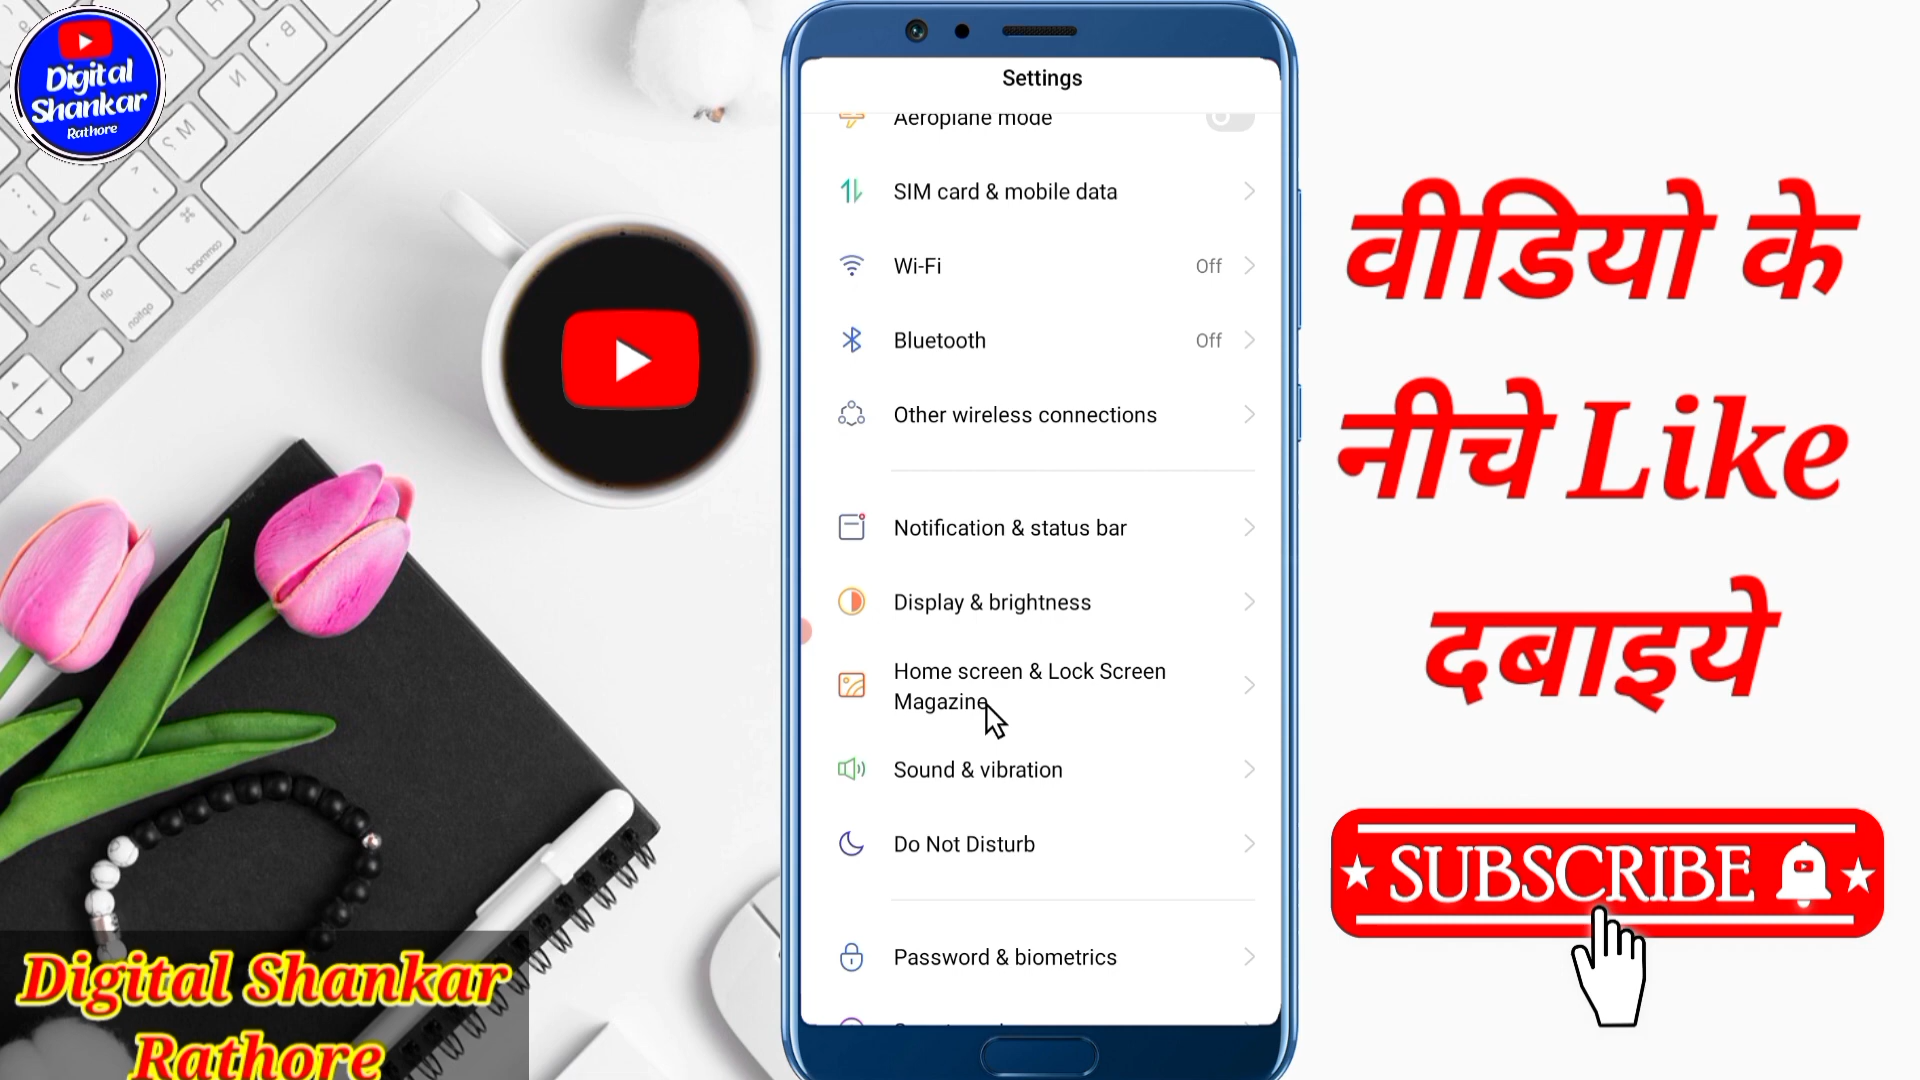 Digital
Shankar
Rathore
Settings
Aeroplane mode
SIM card & mobile data
Wi-Fi Off
Bluetooth Off
Other wireless connections
Notification & status bar
Display & brightness
Home screen & Lock Screen
Magazine
Sound & vibration
Do Not Disturb
Password & biometrics
वीडियो के
नीचे Like
दबाइये
SUBSCRIBE
Digital Shankar
Rathore